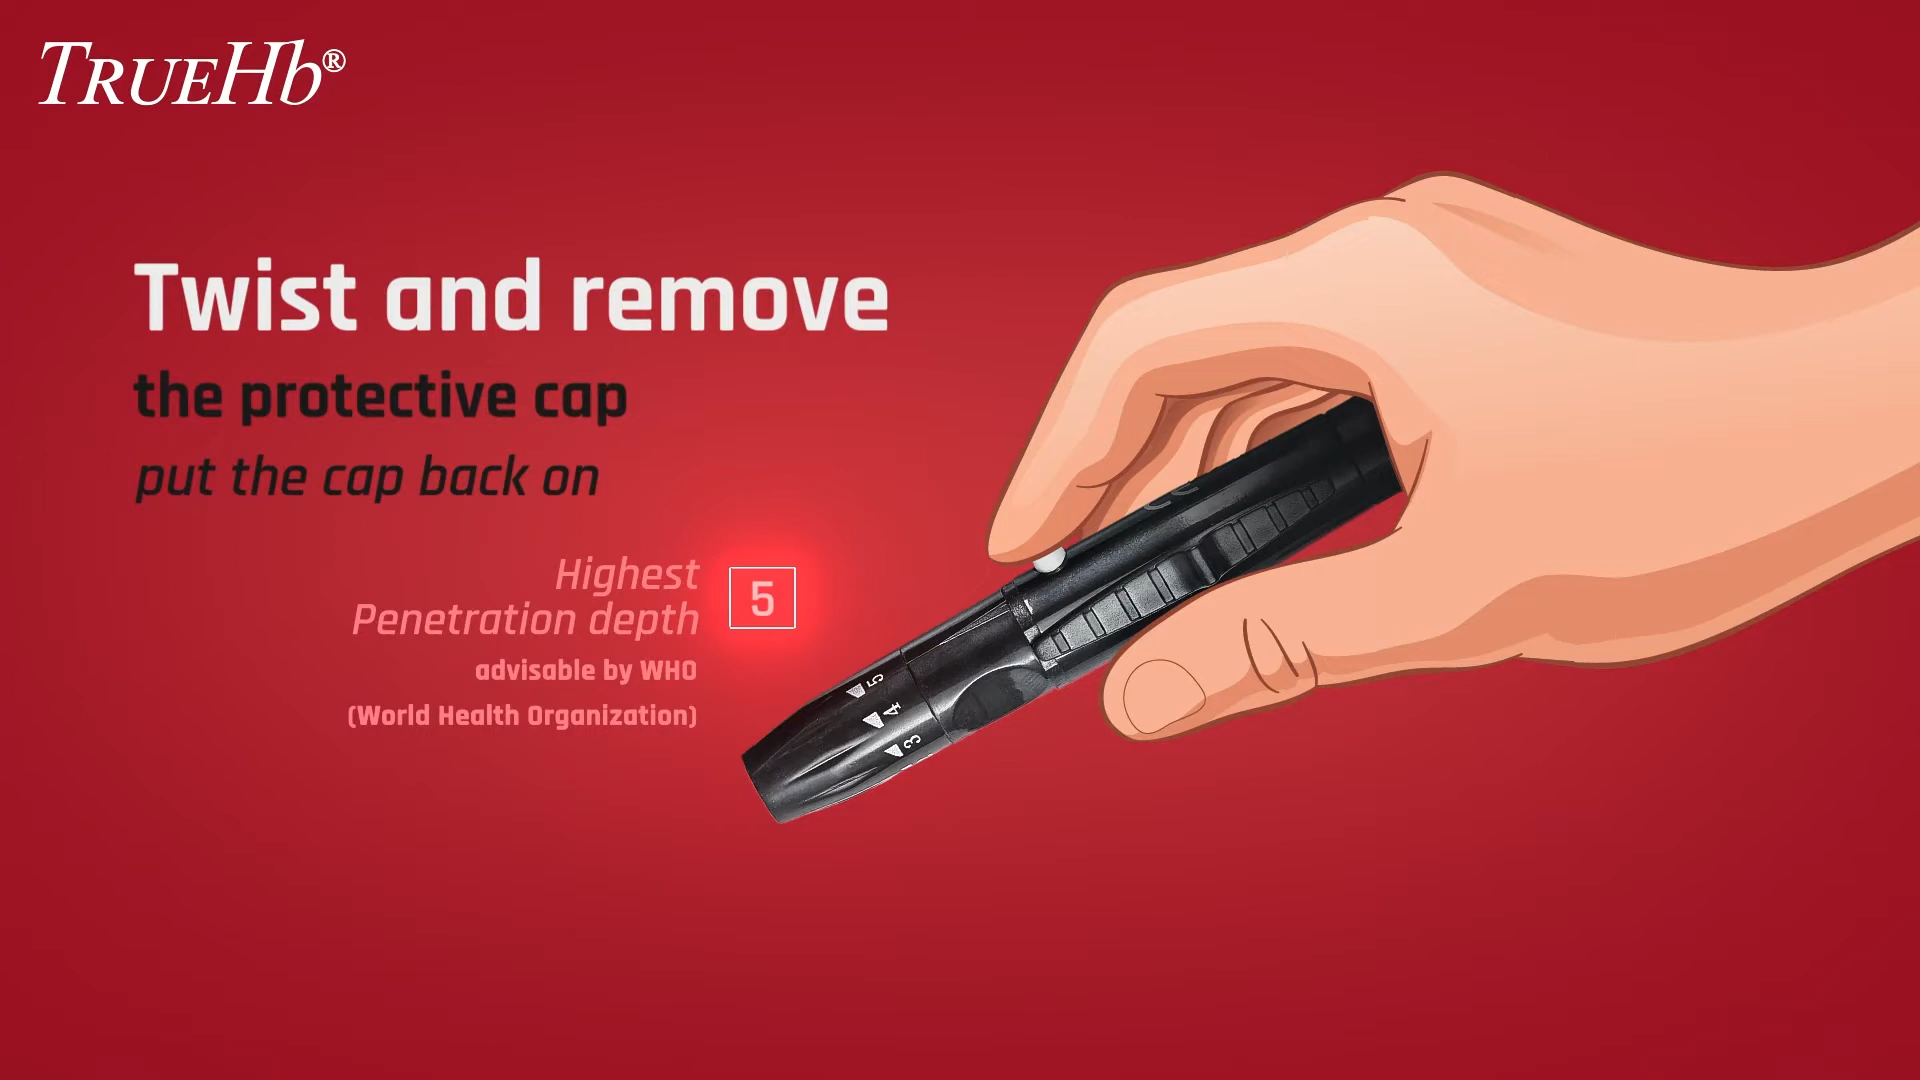 TRUEHb®
Twist and remove
the protective cap
put the cap back on
Highest
Penetration depth
5
advisable by WHO
(World Health Organization)
5
4
3